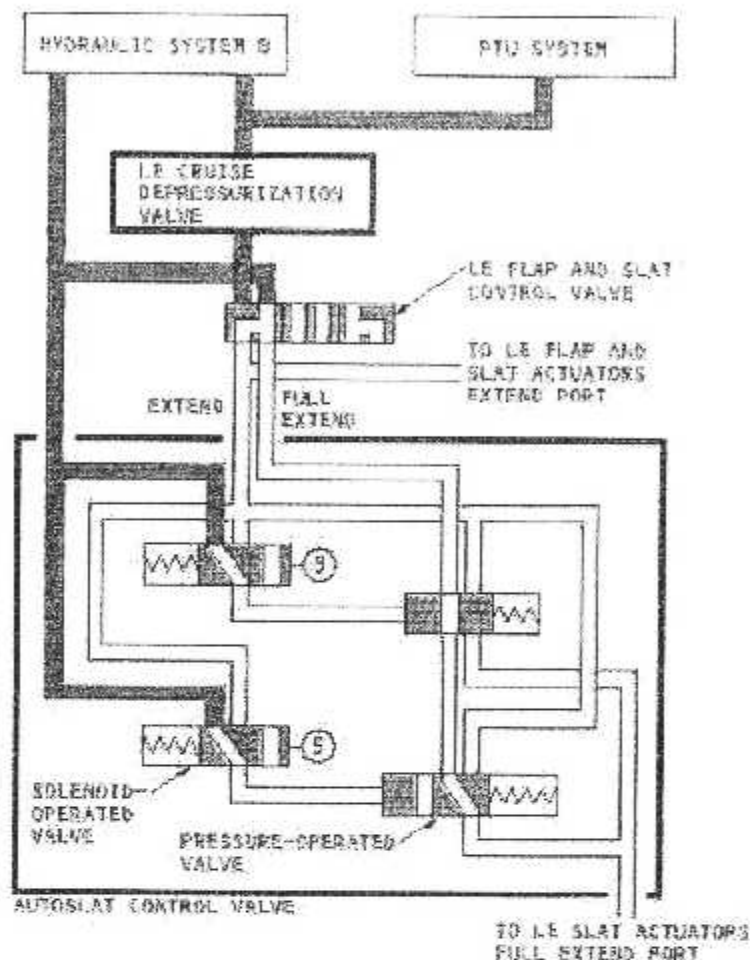 HYDRAULIC SYSTEM B
PTU SYSTEM
LE CRUISE
DEPRESSURIZATION
VALVE
LE FLAP AND SLAT
CONTROL VALVE
TO LE FLAP AND
SLAT ACTUATORS
EXTEND PORT
EXTEND
FULL
EXTEND
S
S
SOLENOID
OPERATED
VALVE
PRESSURE-OPERATED
VALVE
AUTOSLAT CONTROL VALVE
TO LE SLAT ACTUATORS
FULL EXTEND PORT